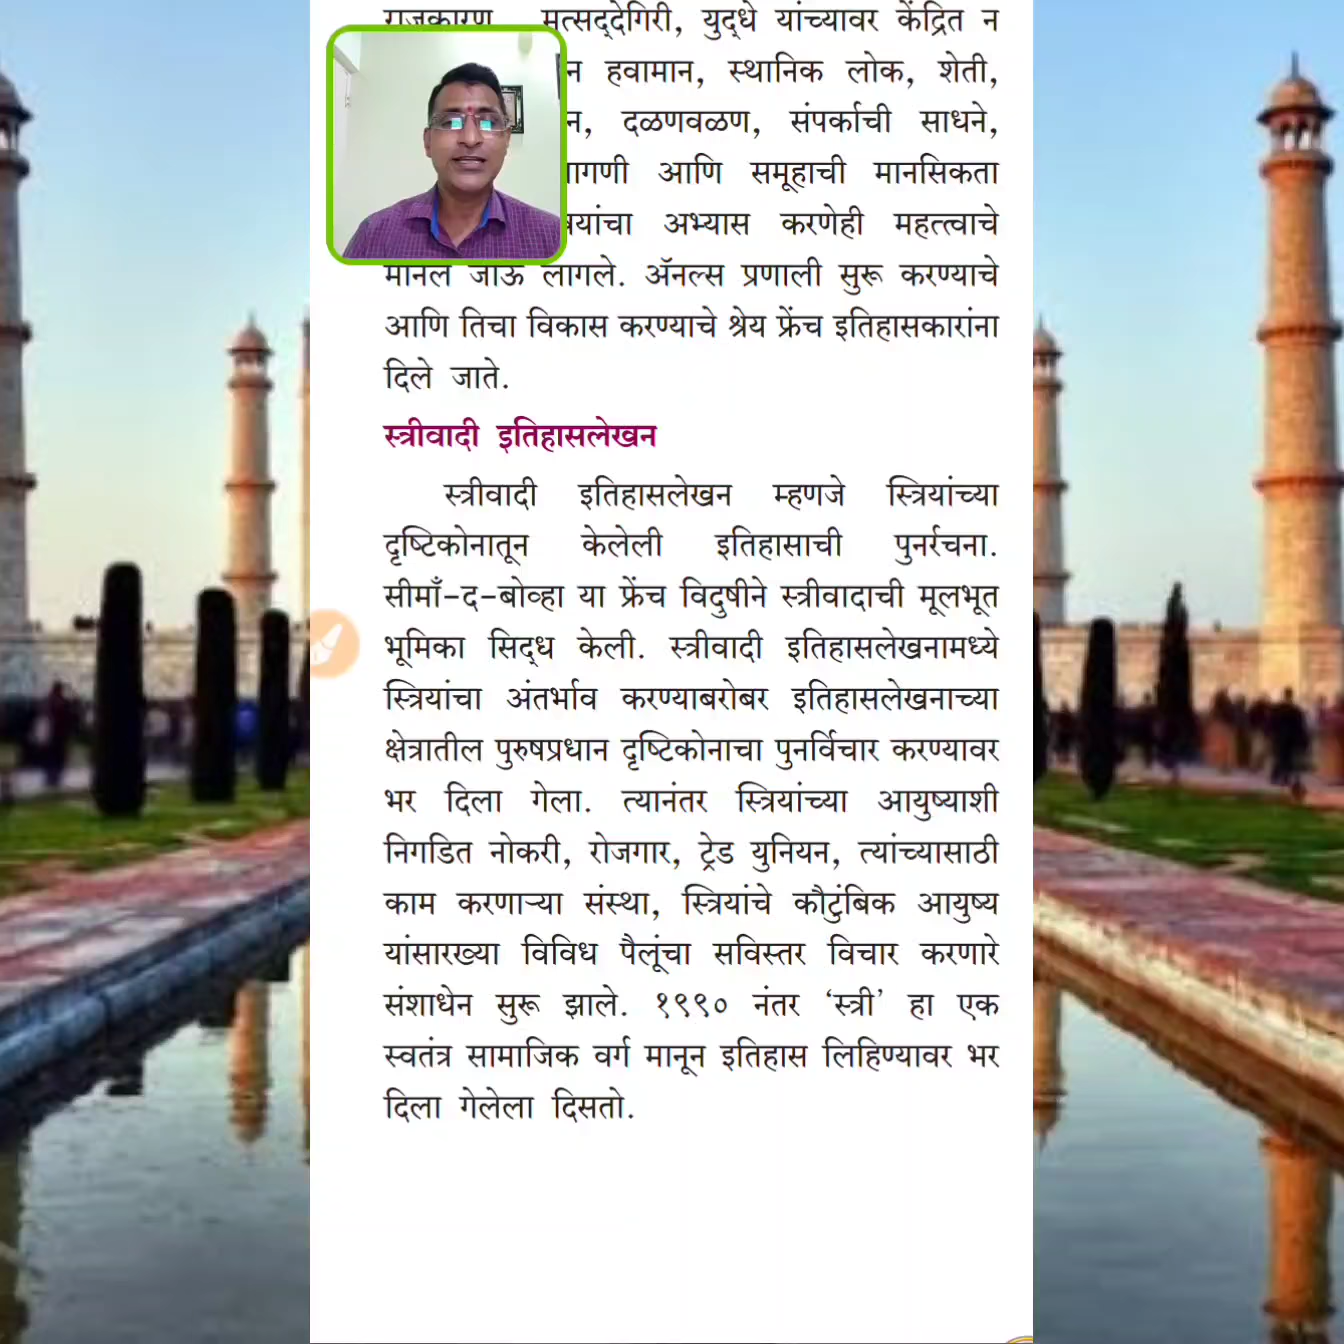 मत्सद्देगिरी, युद्धे यांच्यावर केंद्रित न
न हवामान, स्थानिक लोक, शेती,
दळणवळण, संपर्काची साधने,
आणि समूहाची मानसिकता
अभ्यास करणेही महत्त्वाचे
जाऊ लागले. ॲनल्स प्रणाली सुरू करण्याचे
आणि तिचा विकास करण्याचे श्रेय फ्रेंच इतिहासकारांना
दिले जाते.
स्त्रीवादी इतिहासलेखन
स्त्रीवादी इतिहासलेखन म्हणजे स्त्रियांच्या
दृष्टिकोनातून केलेली इतिहासाची पुनर्रचना.
सीमाँ-द-बोव्हा या फ्रेंच विदुषीने स्त्रीवादाची मूलभूत
भूमिका सिद्ध केली. स्त्रीवादी इतिहासलेखनामध्ये
स्त्रियांचा अंतर्भाव करण्याबरोबर इतिहासलेखनाच्या
क्षेत्रातील पुरुषप्रधान दृष्टिकोनाचा पुनर्विचार करण्यावर
भर दिला गेला. त्यानंतर स्त्रियांच्या आयुष्याशी
निगडित नोकरी, रोजगार, ट्रेड युनियन, त्यांच्यासाठी
काम करणाऱ्या संस्था, स्त्रियांचे कौटुंबिक आयुष्य
यांसारख्या विविध पैलूंचा सविस्तर विचार करणारे
संशाधेन सुरू झाले. १९९० नंतर ‘स्त्री’ हा एक
स्वतंत्र सामाजिक वर्ग मानून इतिहास लिहिण्यावर भर
दिला गेलेला दिसतो.